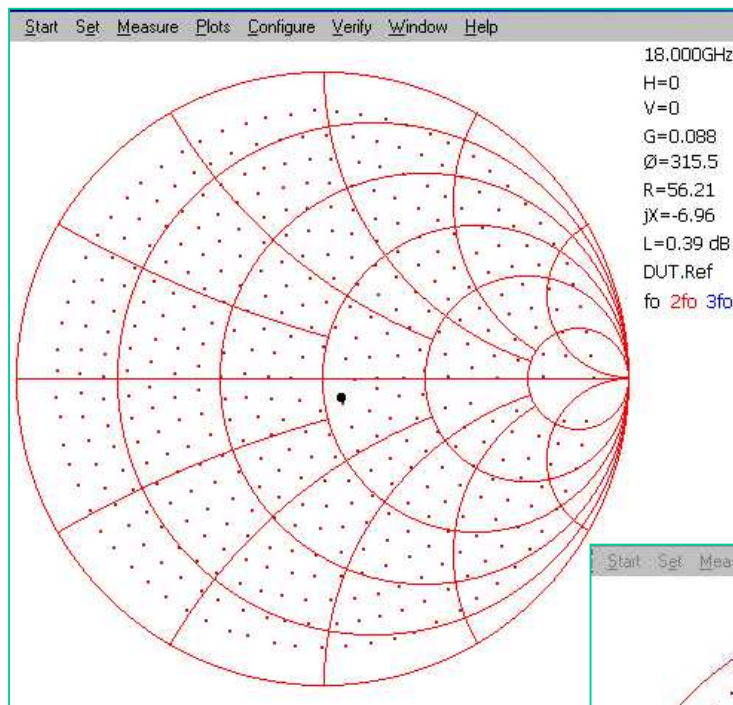 Start Set Measure Plots Configure Verify Window Help
18.000GHz
H=0
V=0
G=0.088
Ø=315.5
R=56.21
jX=-6.96
L=0.39 dB
DUT.Ref
fo 2fo 3fo
Start Set Mea